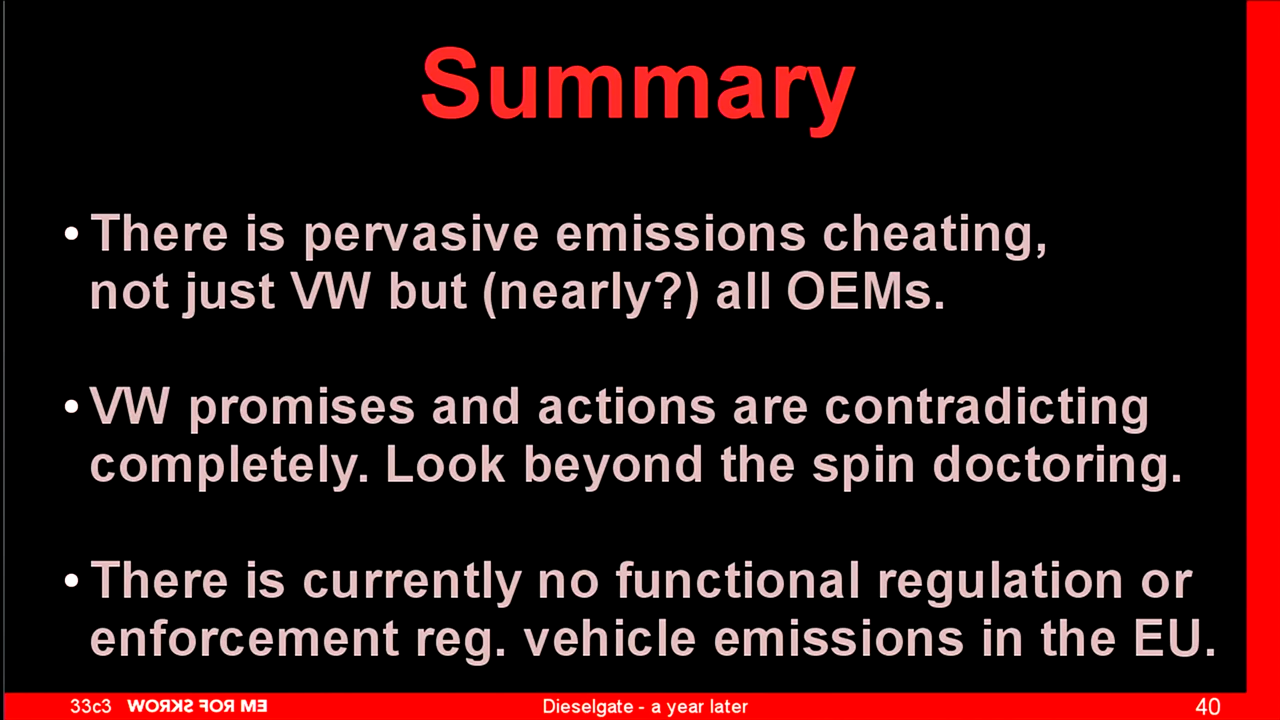 Summary
• There is pervasive emissions cheating,
not just VW but (nearly?) all OEMs.
• VW promises and actions are contradicting
completely. Look beyond the spin doctoring.
• There is currently no functional regulation or
enforcement reg. vehicle emissions in the EU.
33c3 WORKS FOR ME Dieselgate - a year later 40